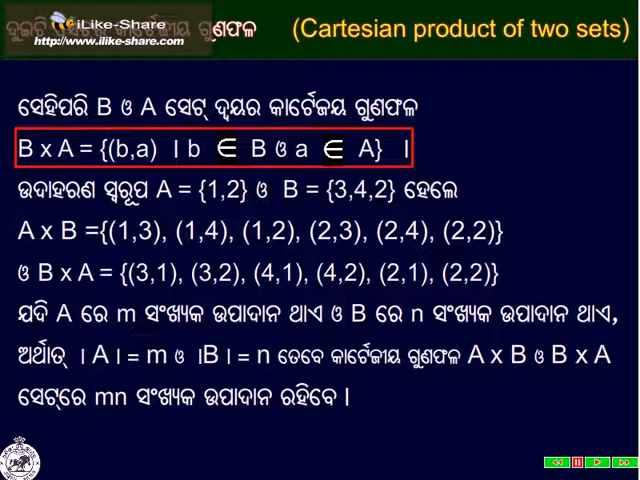 ଦୁଇଟି ଗୁଣଫଳ (Cartesian product of two sets)
iLike-Share
http://www.ilike-share.com
ସେହିପରି B ଓ A ସେଟ୍ ଦ୍ୱୟର କାର୍ଟେଜୀୟ ଗୁଣଫଳ
B x A = {(b,a) | b ∈ B ଓ a ∈ A} |
ଉଦାହରଣ ସ୍ୱରୂପ A = {1,2} ଓ B = {3,4,2} ହେଲେ
A x B ={(1,3), (1,4), (1,2), (2,3), (2,4), (2,2)}
ଓ B x A = {(3,1), (3,2), (4,1), (4,2), (2,1), (2,2)}
ଯଦି A ରେ m ସଂଖ୍ୟକ ଉପାଦାନ ଥାଏ ଓ B ରେ n ସଂଖ୍ୟକ ଉପାଦାନ ଥାଏ,
ଅର୍ଥାତ୍ | A | = m ଓ |B | = n ତେବେ କାର୍ଟେଜୀୟ ଗୁଣଫଳ A x B ଓ B x A
ସେଟ୍‌ରେ mn ସଂଖ୍ୟକ ଉପାଦାନ ରହିବେ |